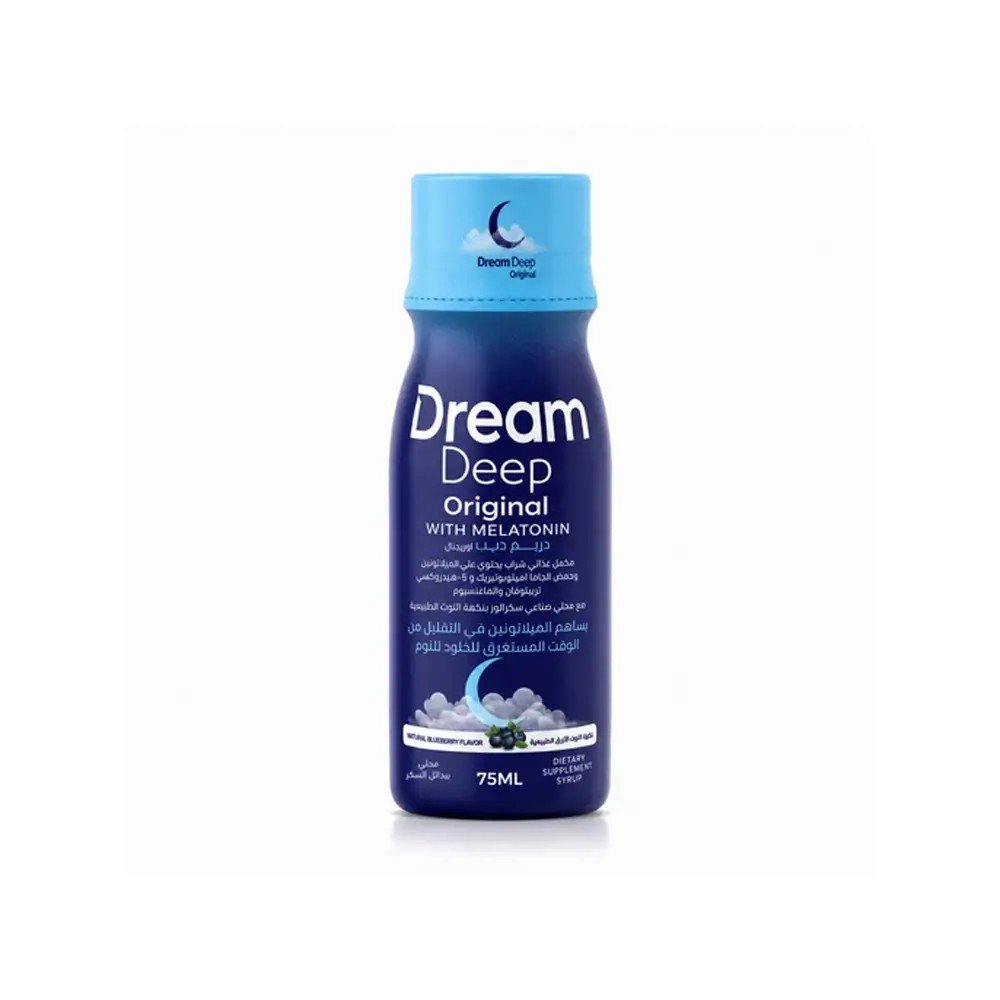 Dream Deep
Original
Dream
Deep
Original
WITH MELATONIN
دريم ديب اوريجنال
مكمل غذائي شراب يحتوي علي الميلاتونين
وحمض الجاما امينوبوتيريك و 5-هيدروكسي
تريبتوفان والماغنسيوم
مع محلي صناعي سكرالوز بنكهة التوت الطبيعية
يساهم الميلاتونين في التقليل من
الوقت المستغرق للخلود للنوم
NATURAL BLUEBERRY FLAVOR
نكهة التوت الأزرق الطبيعية
محلي
ببدائل السكر
75ML
DIETARY
SUPPLEMENT
SYRUP